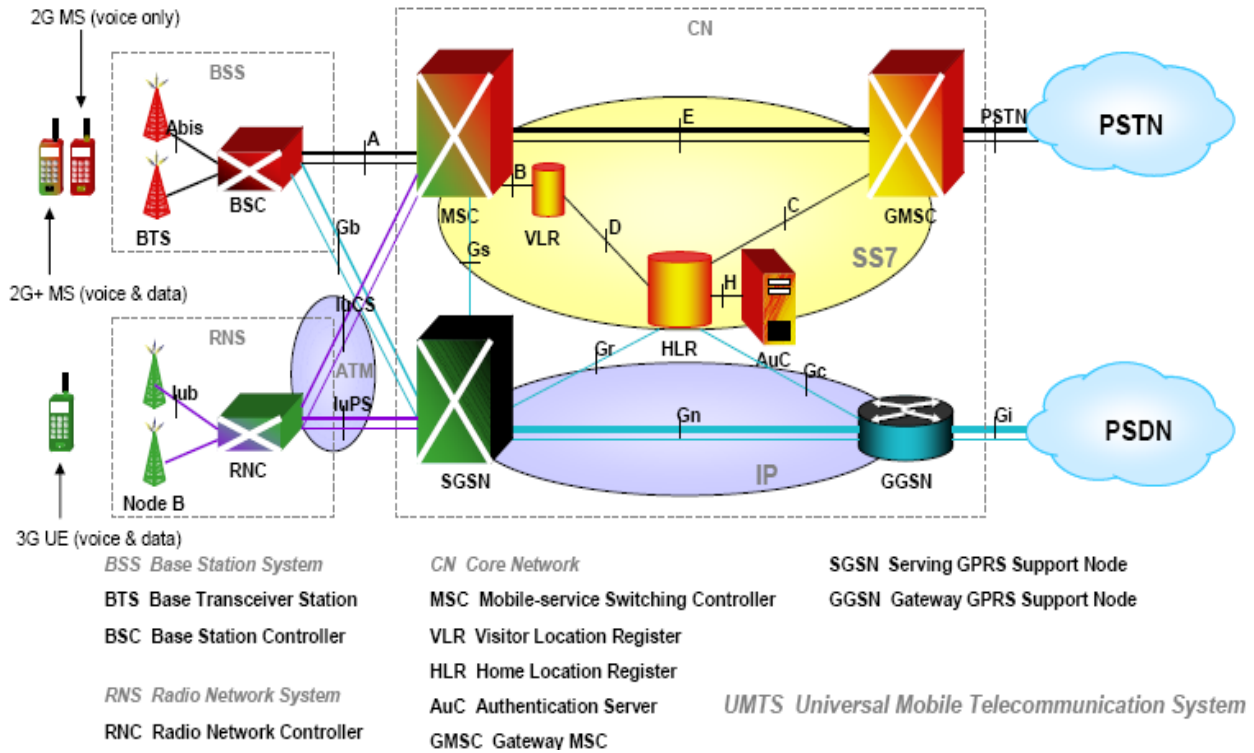 2G MS (voice only)
CN
BSS
Abis
A
E
PSTN
PSTN
B
BSC
MSC
GMSC
BTS
VLR
D
C
Gb
Gs
SS7
H
2G+ MS (voice & data)
IuCS
RNS
HLR
AuC
Gr
Gc
ATM
Iub
IuPS
Gn
Gi
PSDN
RNC
IP
SGSN
GGSN
Node B
3G UE (voice & data)
BSS Base Station System
CN Core Network
SGSN Serving GPRS Support Node
BTS Base Transceiver Station
MSC Mobile-service Switching Controller
GGSN Gateway GPRS Support Node
BSC Base Station Controller
VLR Visitor Location Register
HLR Home Location Register
RNS Radio Network System
AuC Authentication Server
UMTS Universal Mobile Telecommunication System
RNC Radio Network Controller
GMSC Gateway MSC